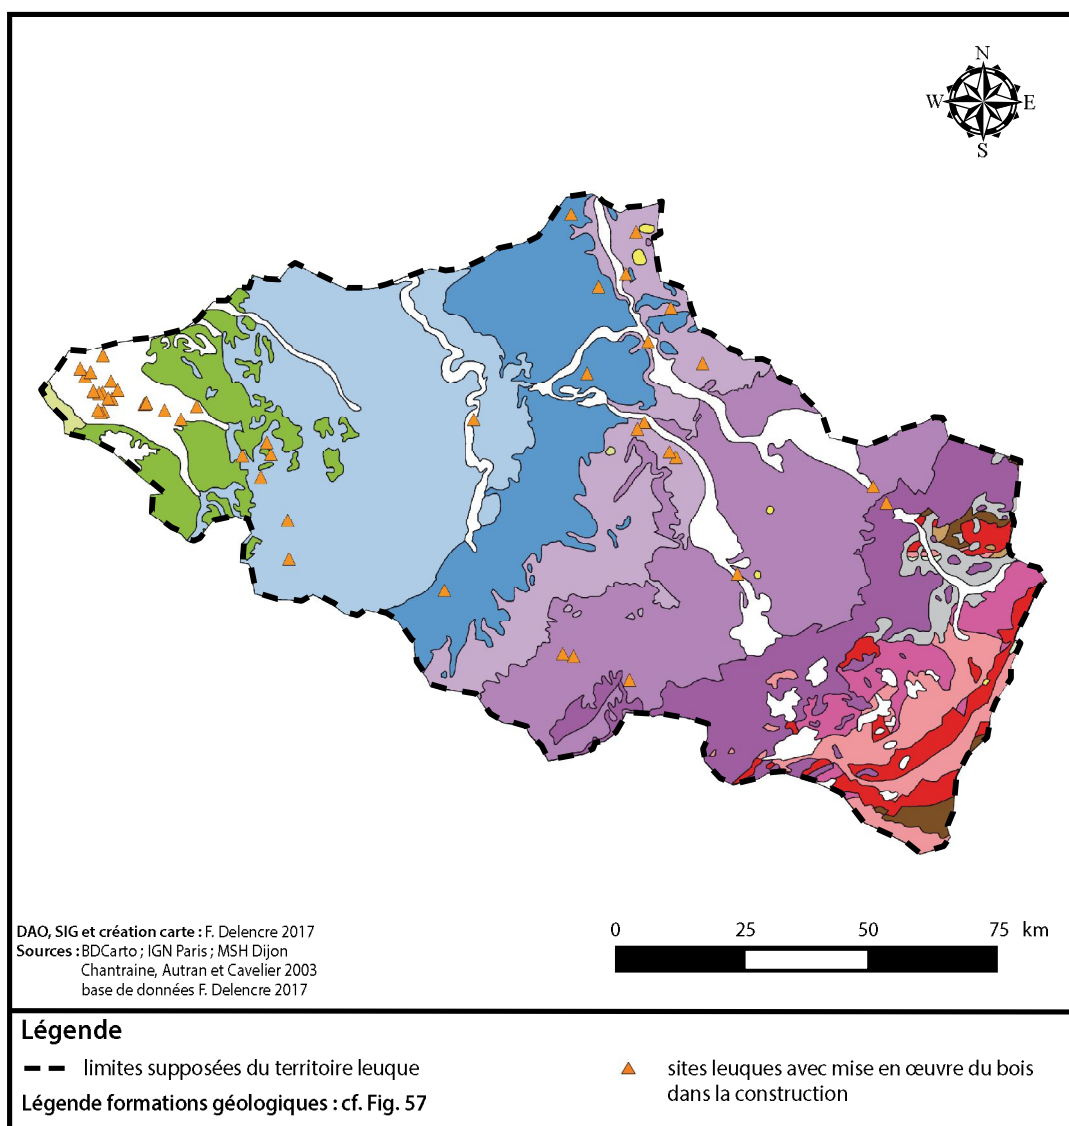 N
W E
S
DAO, SIG et création carte : F. Delencre 2017
Sources : BDCarto ; IGN Paris ; MSH Dijon
Chantraine, Autran et Cavelier 2003
base de données F. Delencre 2017
0 25 50 75 km
Légende
limites supposées du territoire leuque
Légende formations géologiques : cf. Fig. 57
sites leuques avec mise en œuvre du bois
dans la construction